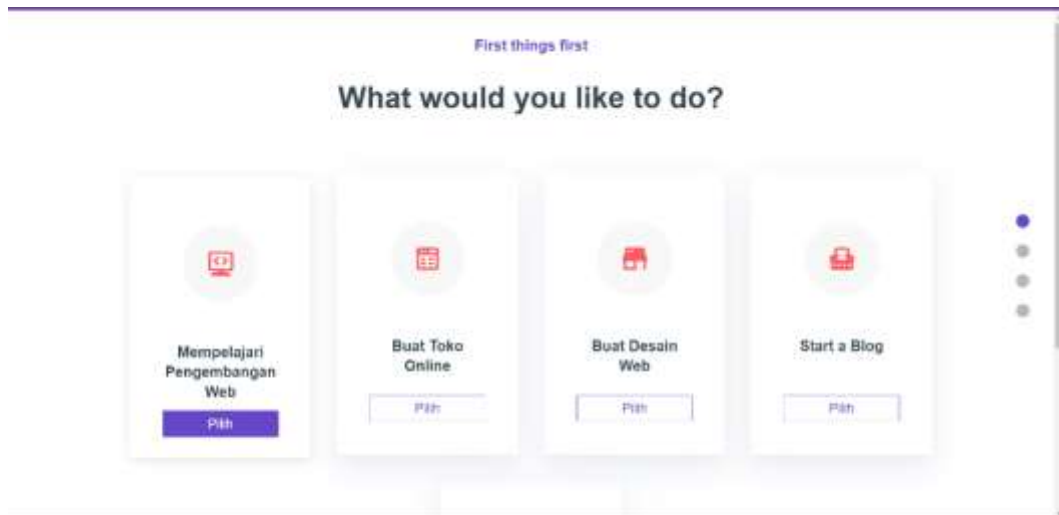 First things first
What would you like to do?
Mempelajari
Pengembangan
Web
Pilih
Buat Toko
Online
Pilih
Buat Desain
Web
Pilih
Start a Blog
Pilih